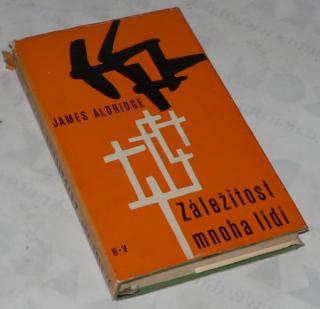 JAMES ALDRIDGE
Záležitost
mnoha lidí
N-V